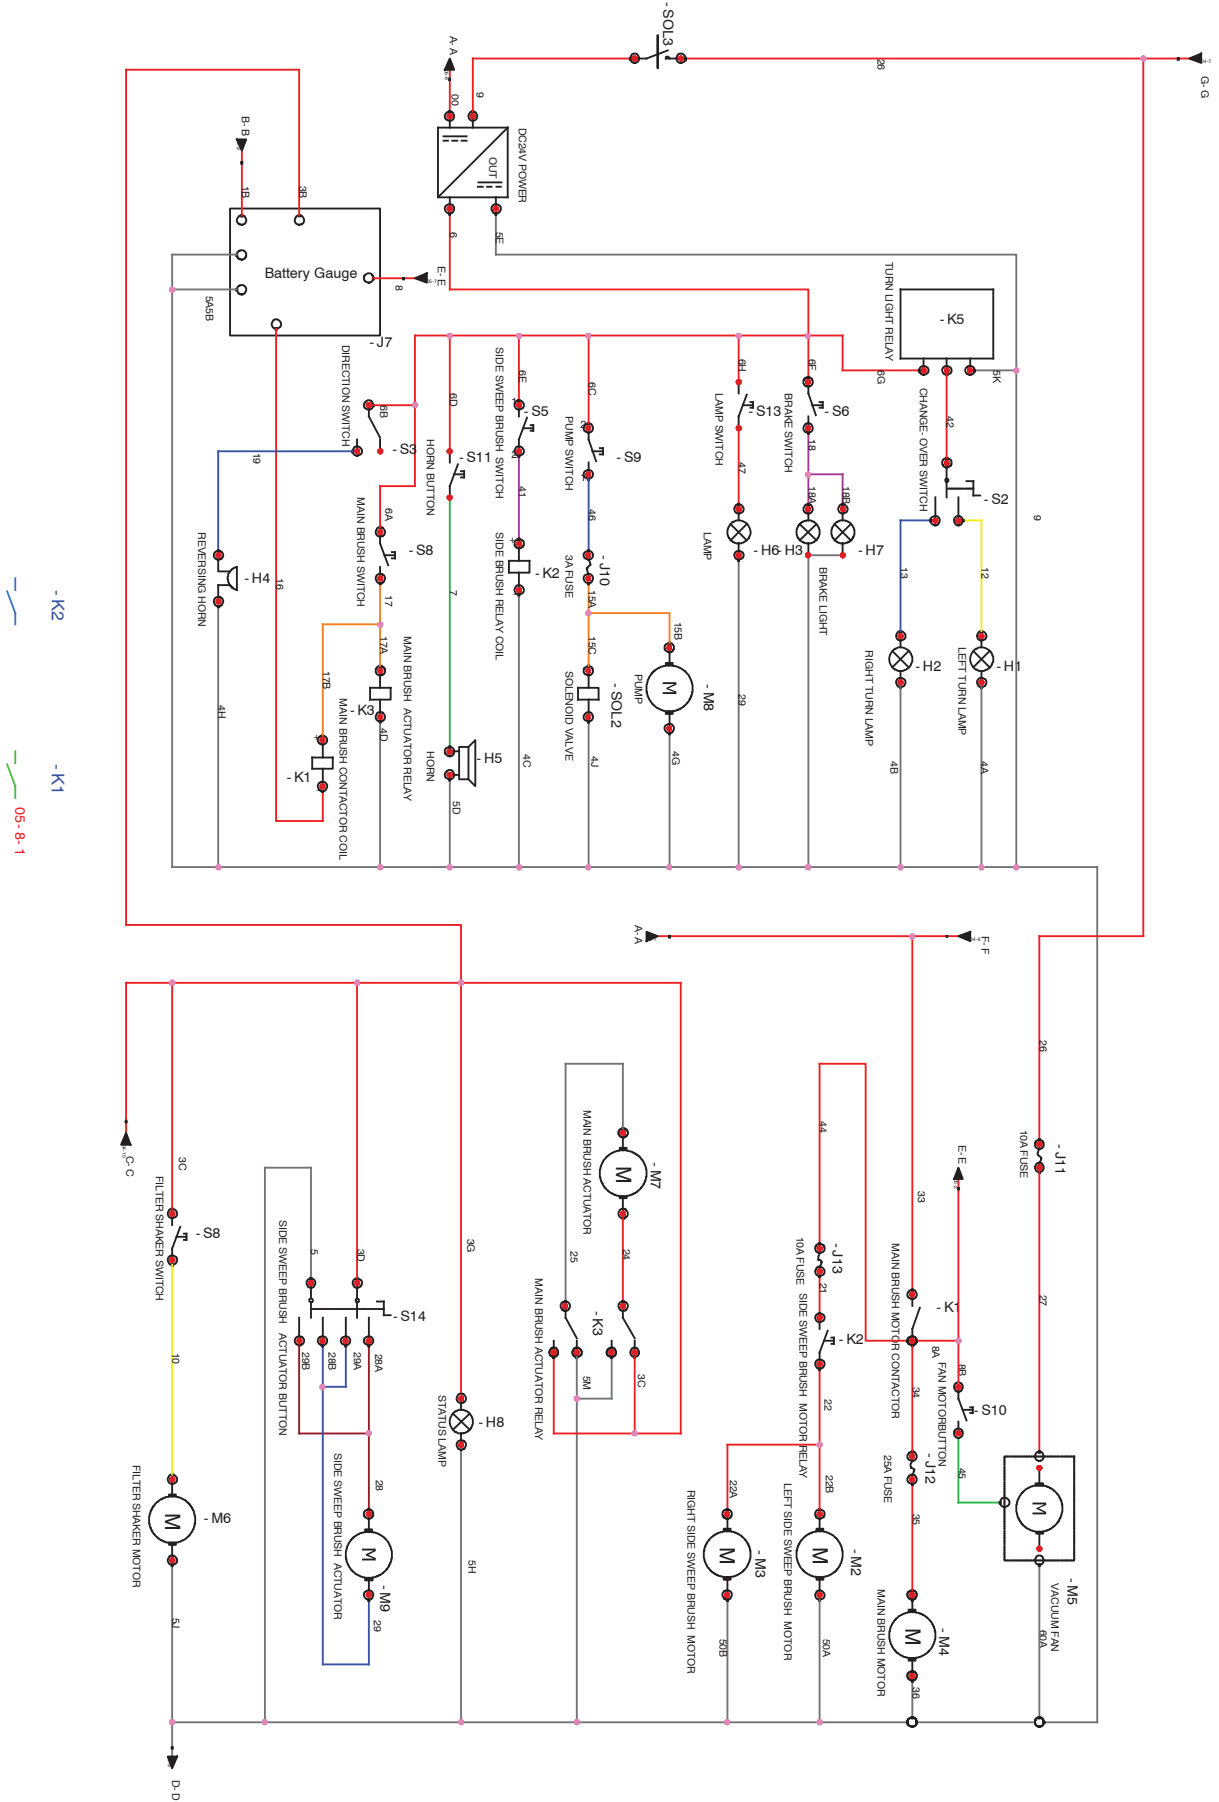 - SOL3
G- G
26
A- A
00
9
DC24V POWER
OUT
B- B
1B
3B
6
5E
Battery Gauge
E- E
8
5A5B
- J7
TURN LIGHT RELAY
- K5
6G
5K
DIRECTION SWITCH
6B
- S3
19
6D
HORN BUTTON
- S11
SIDE SWEEP BRUSH SWITCH
6E
- S5
41
6C
PUMP SWITCH
- S9
46
6H
LAMP SWITCH
- S13
47
6F
BRAKE SWITCH
- S6
18
18A
18B
CHANGE- OVER SWITCH
42
- S2
9
6A
MAIN BRUSH SWITCH
- S8
17
REVERSING HORN
- H4
16
7
SIDE BRUSH RELAY COIL
- K2
3A FUSE
- J10
15A
LAMP
- H6
- H3
- H7
BRAKE LIGHT
13
12
- K2
17A
17B
MAIN BRUSH ACTUATOR RELAY
- K3
4D
15C
15B
SOLENOID VALVE
- SOL2
PUMP
M
- M8
RIGHT TURN LAMP
- H2
LEFT TURN LAMP
- H1
29
4H
MAIN BRUSH CONTACTOR COIL
- K1
HORN
- H5
5D
4C
4J
4G
4B
4A
- K1
05- 8- 1
A- A
F- F
26
C- C
3C
FILTER SHAKER SWITCH
- S8
10
SIDE SWEEP BRUSH ACTUATOR BUTTON
5
3D
- S14
29B
28B
29A
28A
3G
MAIN BRUSH ACTUATOR
M
- M7
25
24
MAIN BRUSH ACTUATOR RELAY
- K3
5M
3C
44
10A FUSE
- J13
21
SIDE SWEEP BRUSH MOTOR RELAY
- K2
22
33
MAIN BRUSH MOTOR CONTACTOR
- K1
8A
E- E
8B
FAN MOTORBUTTON
- S10
45
10A FUSE
- J11
27
34
25A FUSE
- J12
35
STATUS LAMP
- H8
FILTER SHAKER MOTOR
M
- M6
SIDE SWEEP BRUSH ACTUATOR
28
M
- M9
29
5H
5J
22A
22B
RIGHT SIDE SWEEP BRUSH MOTOR
M
- M3
50B
LEFT SIDE SWEEP BRUSH MOTOR
M
- M2
50A
MAIN BRUSH MOTOR
M
- M4
36
M
- M5
VACUUM FAN
60A
D- D